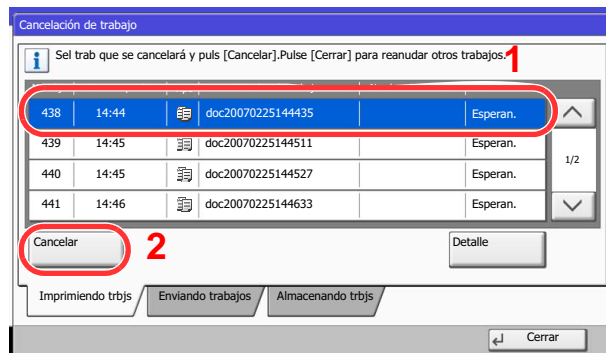 Cancelación de trabajo
Sel trab que se cancelará y puls [Cancelar].Pulse [Cerrar] para reanudar otros trabajos.
1
438 14:44 doc20070225144435 Esperan.
439 14:45 doc20070225144511 Esperan.
1/2
440 14:45 doc20070225144527 Esperan.
441 14:46 doc20070225144633 Esperan.
Cancelar 2 Detalle
Imprimiendo trbjs Enviando trabajos Almacenando trbjs
Cerrar